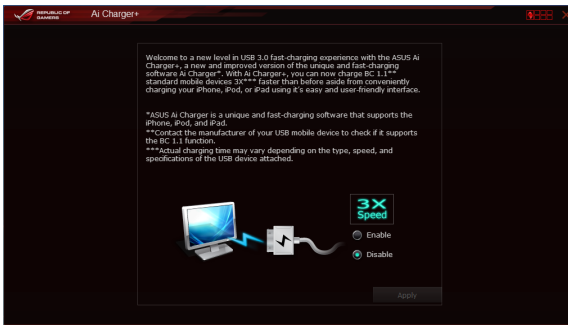 REPUBLIC OF
GAMERS
Ai Charger+
Welcome to a new level in USB 3.0 fast-charging experience with the ASUS Ai
Charger+, a new and improved version of the unique and fast-charging
software Ai Charger*. With Ai Charger+, you can now charge BC 1.1**
standard mobile devices 3X*** faster than before aside from conveniently
charging your iPhone, iPod, or iPad using it's easy and user-friendly interface.
*ASUS Ai Charger is a unique and fast-charging software that supports the
iPhone, iPod, and iPad.
**Contact the manufacturer of your USB mobile device to check if it supports
the BC 1.1 function.
***Actual charging time may vary depending on the type, speed, and
specifications of the USB device attached.
3X
Speed
Enable
Disable
Apply